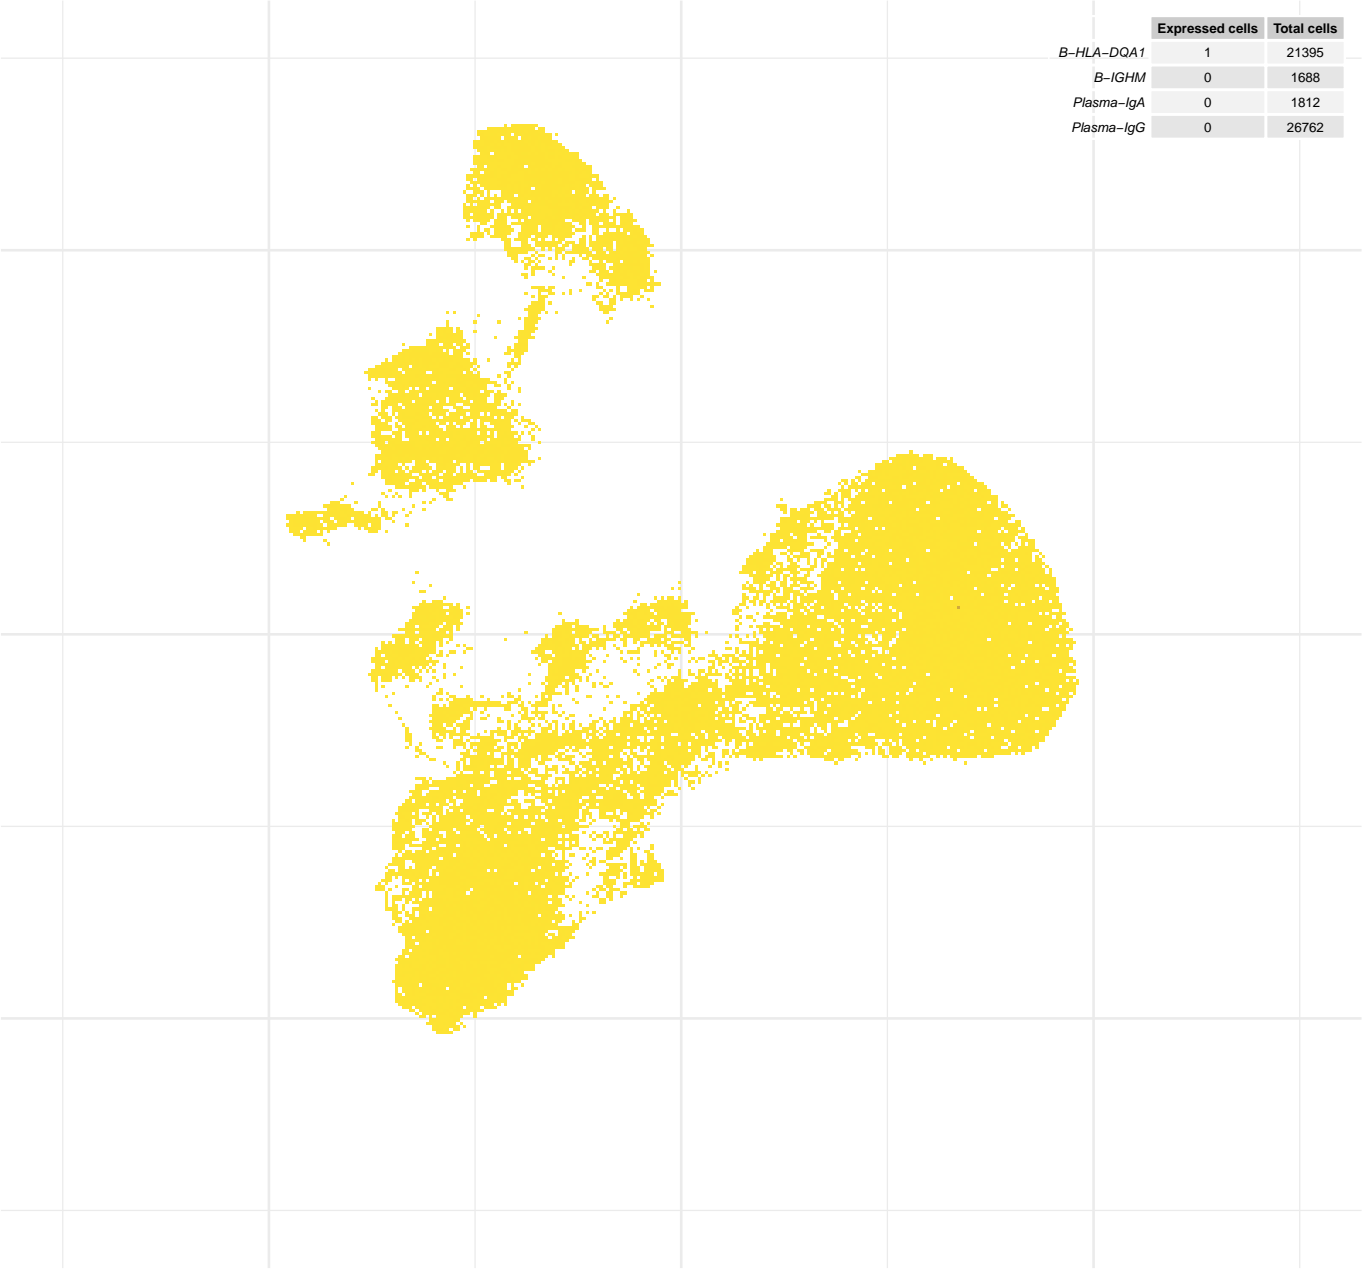 Expressed cells Total cells
B−HLA−DQA1 1 21395
B−IGHM 0 1688
Plasma−IgA 0 1812
Plasma−IgG 0 26762